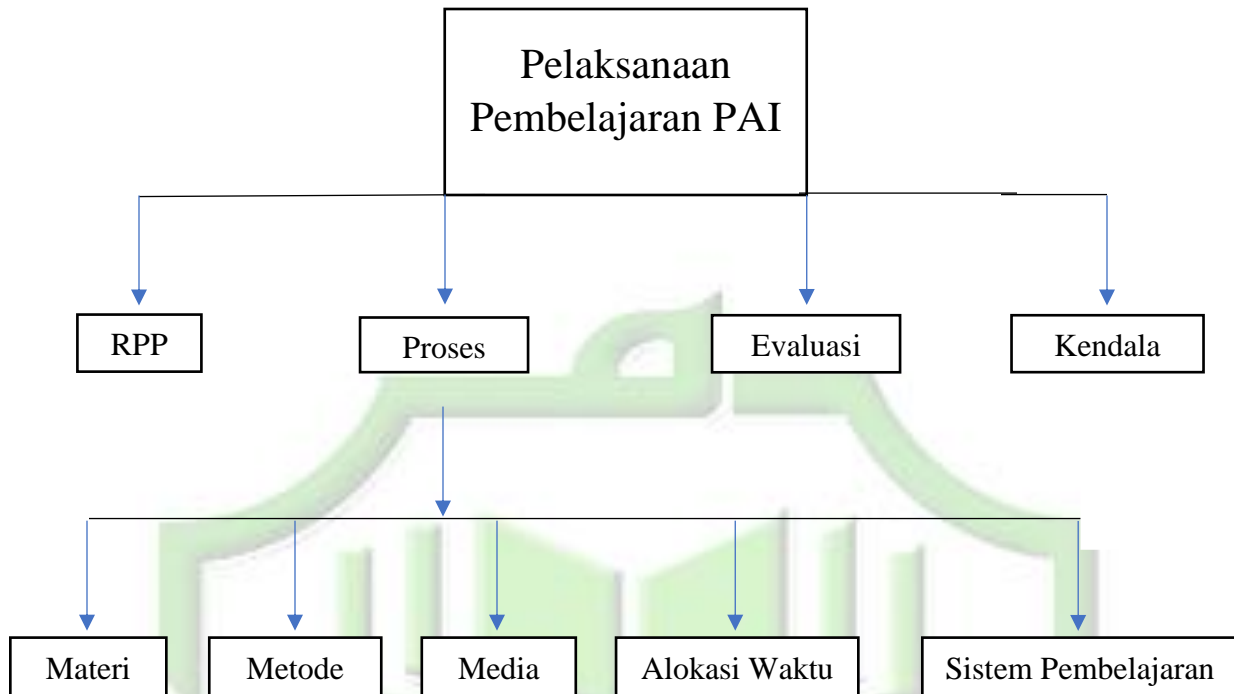 Pelaksanaan
Pembelajaran PAI
RPP
Proses
Evaluasi
Kendala
Materi
Metode
Media
Alokasi Waktu
Sistem Pembelajaran